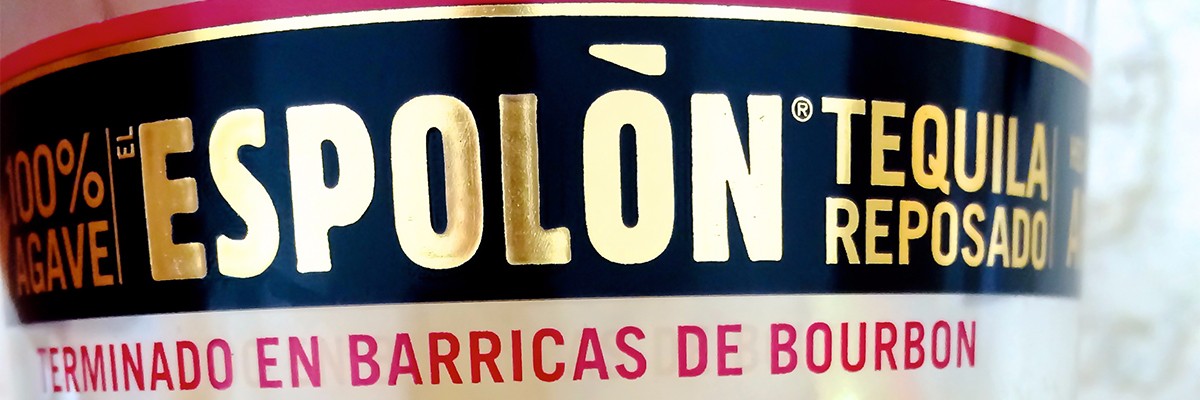 100% AGAVE
EL ESPOLÒN® TEQUILA REPOSADO
TERMINADO EN BARRICAS DE BOURBON